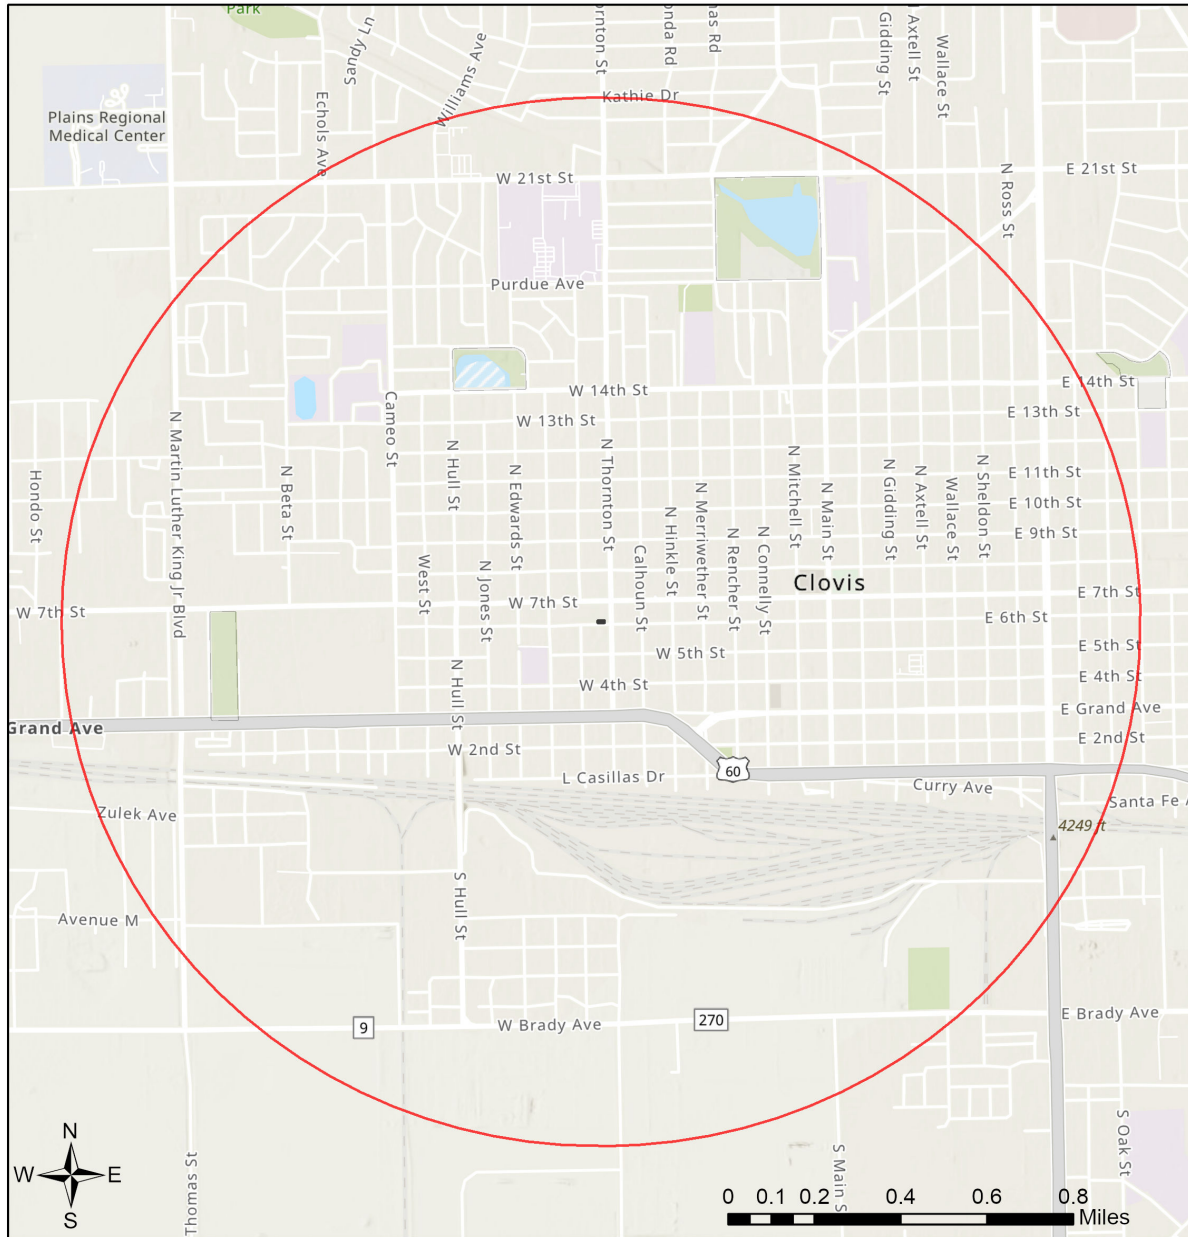 Park
Sandy Ln
Williams Ave
ornton St
onda Rd
nas Rd
N Gidding St
N Axtell St
Wallace St
Kathie Dr
Plains Regional
Medical Center
Echols Ave
W 21st St
E 21st St
N Ross St
Purdue Ave
W 14th St
E 14th St
W 13th St
E 13th St
Cameo St
N Martin Luther King Jr Blvd
N Hull St
N Thornton St
N Beta St
N Edwards St
Hondo St
N Mitchell St
N Main St
N Gidding St
N Axtell St
Wallace St
N Sheldon St
E 11th St
E 10th St
E 9th St
N Hinkle St
N Merriwether St
N Rencher St
N Connelly St
Calhoun St
West St
N Jones St
Clovis
W 7th St
W 7th St
E 7th St
E 6th St
W 5th St
E 5th St
W 4th St
E 4th St
N Hull St
E Grand Ave
Grand Ave
W 2nd St
E 2nd St
L Casillas Dr
60
Curry Ave
Santa Fe A
Zulek Ave
4249 ft
S Hull St
Avenue M
9
W Brady Ave
270
E Brady Ave
S Oak St
S Main S
Thomas St
N
W E
S
0 0.1 0.2 0.4 0.6 0.8
Miles